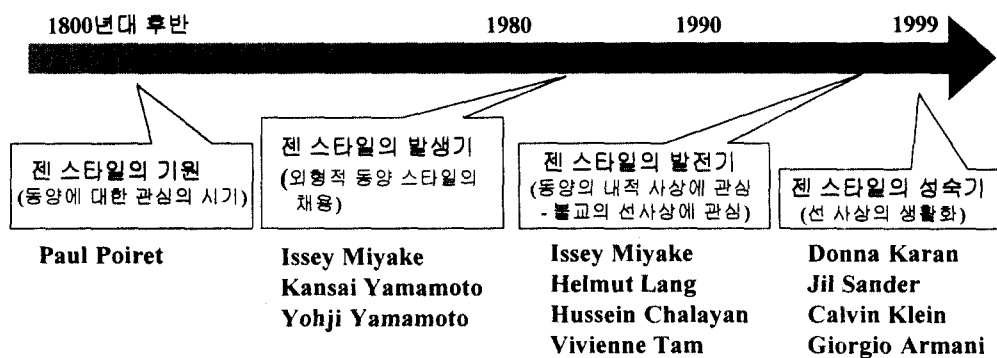 1800년대 후반
1980
1990
1999
젠 스타일의 기원
(동양에 대한 관심의 시기)
Paul Poiret
젠 스타일의 발생기
(외형적 동양 스타일의
채용)
Issey Miyake
Kansai Yamamoto
Yohji Yamamoto
젠 스타일의 발전기
(동양의 내적 사상에 관심
- 불교의 선사상에 관심)
Issey Miyake
Helmut Lang
Hussein Chalayan
Vivienne Tam
젠 스타일의 성숙기
(선 사상의 생활화)
Donna Karan
Jil Sander
Calvin Klein
Giorgio Armani